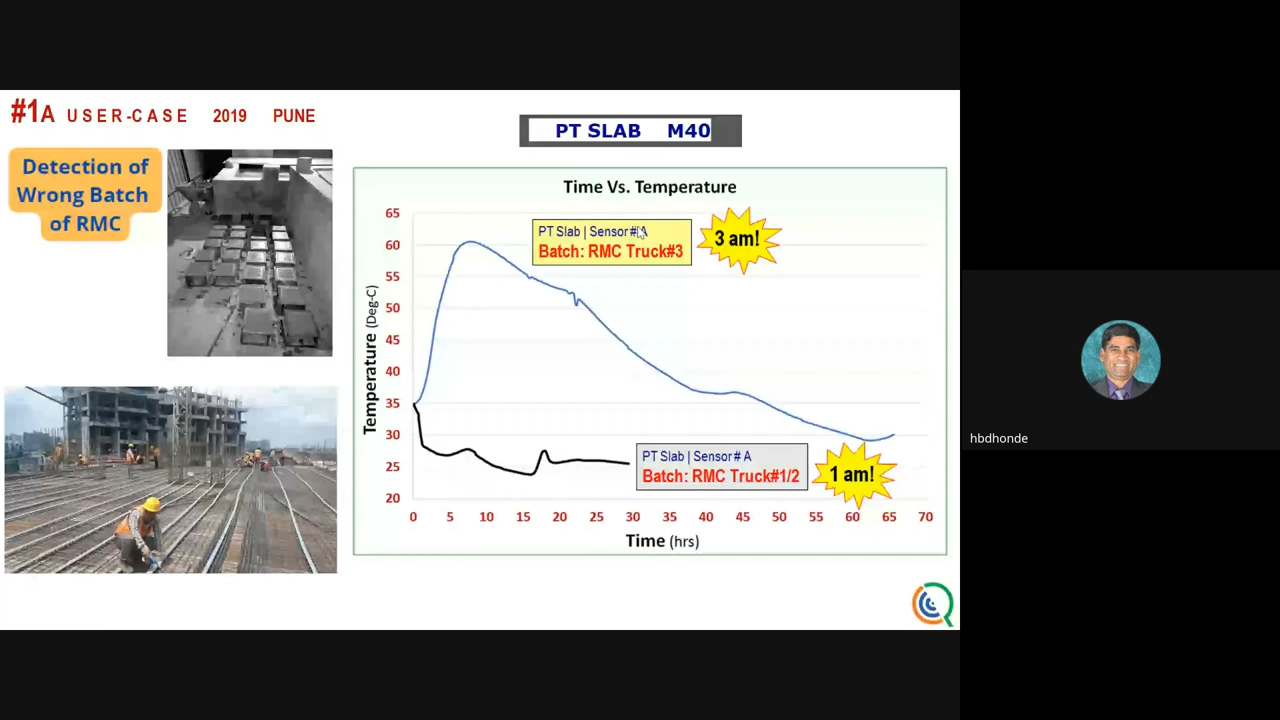 #1A USER-CASE 2019 PUNE
PT SLAB M40
Detection of
Wrong Batch
of RMC
Time Vs. Temperature
65
60
55
50
45
40
35
30
25
20
Temperature (Deg-C)
PT Slab | Sensor #
Batch: RMC Truck#3
3 am!
PT Slab | Sensor # A
Batch: RMC Truck#1/2
1 am!
0 5 10 15 20 25 30 35 40 45 50 55 60 65 70
Time (hrs)
hbdhonde